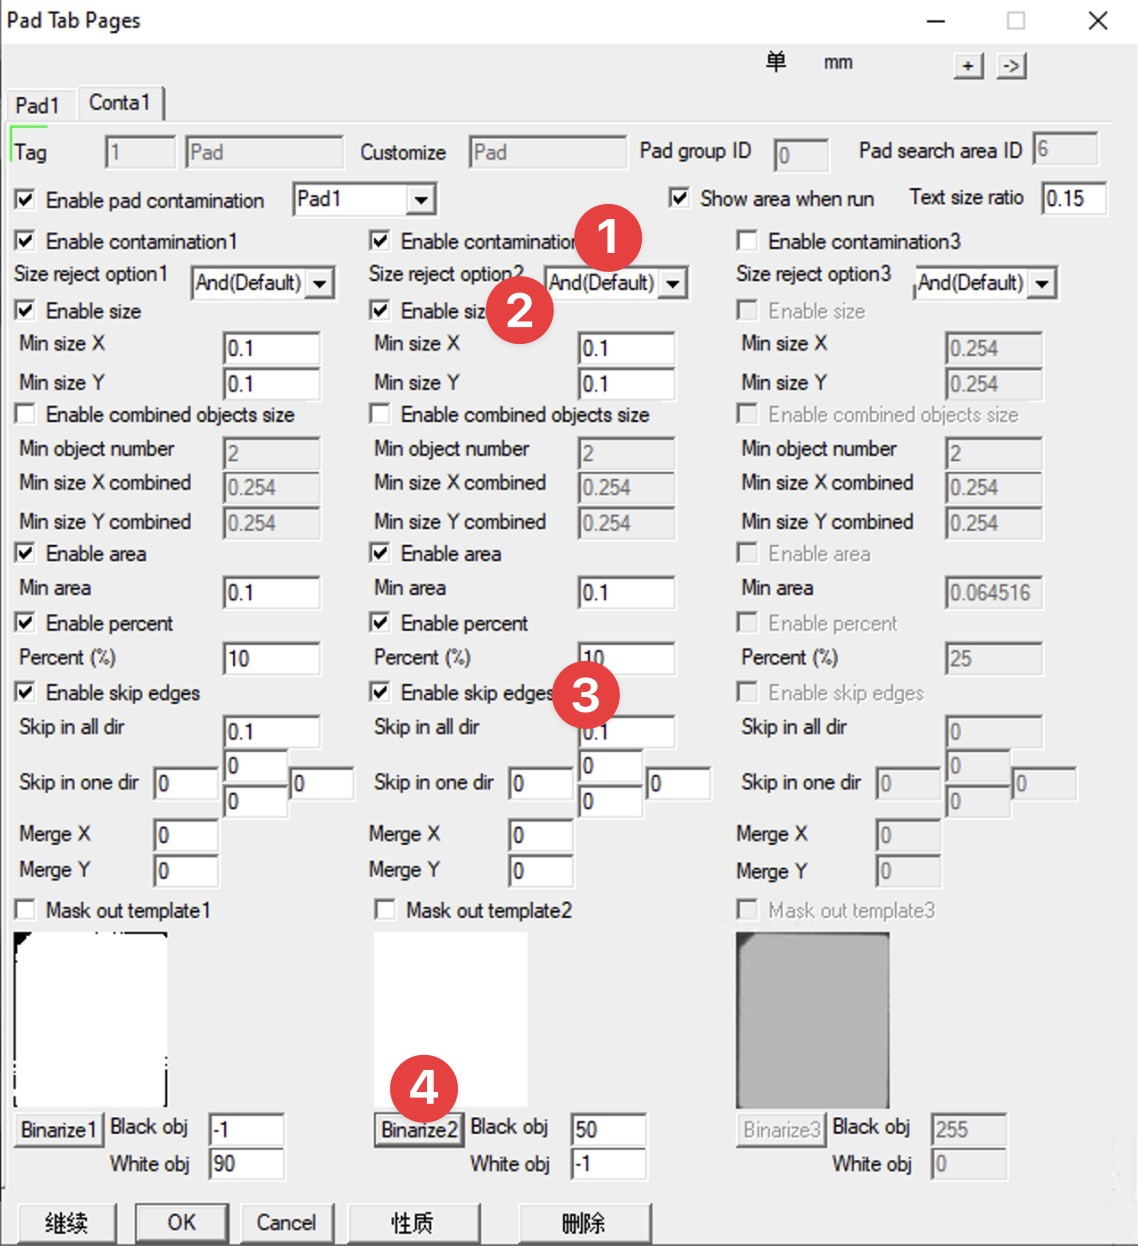 Pad Tab Pages
单 mm + ->
Pad1 Conta1
Tag 1 Pad Customize Pad Pad group ID 0 Pad search area ID 6
Enable pad contamination Pad1 Show area when run Text size ratio 0.15
Enable contamination1 Enable contamination 1 Enable contamination3
Size reject option1 And(Default) Size reject option2 And(Default) Size reject option3 And(Default)
Enable size Enable siz 2 Enable size
Min size X 0.1 Min size X 0.1 Min size X 0.254
Min size Y 0.1 Min size Y 0.1 Min size Y 0.254
Enable combined objects size Enable combined objects size Enable combined objects size
Min object number 2 Min object number 2 Min object number 2
Min size X combined 0.254 Min size X combined 0.254 Min size X combined 0.254
Min size Y combined 0.254 Min size Y combined 0.254 Min size Y combined 0.254
Enable area Enable area Enable area
Min area 0.1 Min area 0.1 Min area 0.064516
Enable percent Enable percent Enable percent
Percent (%) 10 Percent (%) 10 Percent (%) 25
Enable skip edges Enable skip edges 3 Enable skip edges
Skip in all dir 0.1 Skip in all dir 0.1 Skip in all dir 0
0 0 0
Skip in one dir 0 0 Skip in one dir 0 0 Skip in one dir 0 0
0 0 0
Merge X 0 Merge X 0 Merge X 0
Merge Y 0 Merge Y 0 Merge Y 0
Mask out template1 Mask out template2 Mask out template3
4
Binarize1 Black obj -1 Binarize2 Black obj 50 Binarize3 Black obj 255
White obj 90 White obj -1 White obj 0
继续 OK Cancel 性质 刪除